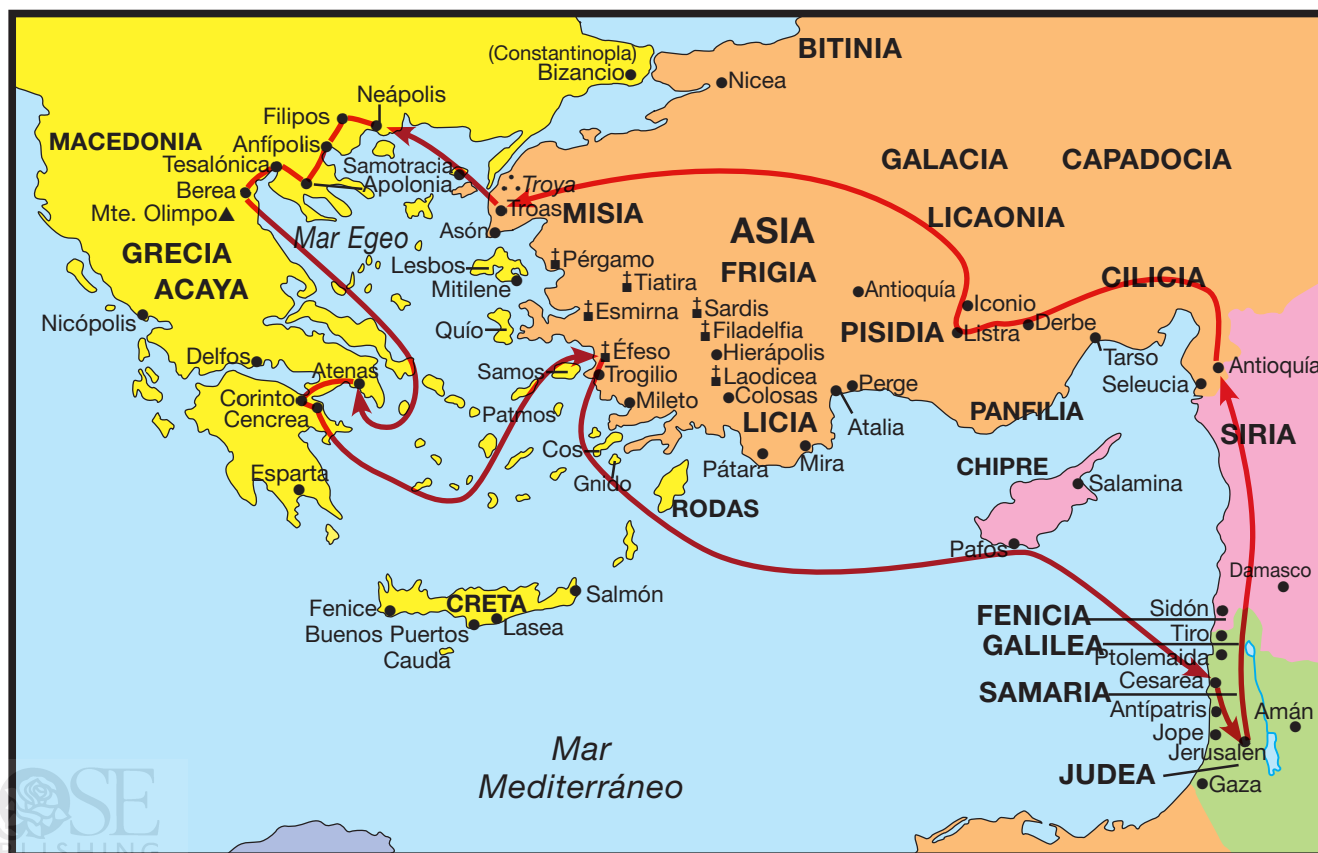 BITINIA
(Constantinopla)
Bizancio
Nicea
Neápolis
Filipos
MACEDONIA
Anfípolis
Tesalónica
Samotracia
Apolonia
Berea
Troya
Troas
Mte. Olimpo
MISIA
GALACIA
CAPADOCIA
LICAONIA
Mar Egeo
Asón
ASIA
GRECIA
ACAYA
Lesbos
Mitilene
Pérgamo
Tiatira
FRIGIA
CILICIA
Antioquía
Iconio
Nicópolis
Quío
Esmirna
Sardis
Filadelfia
PISIDIA
Listra
Derbe
Tarso
Delfos
Atenas
Éfeso
Hierápolis
Samos
Trogilio
Laodicea
Perge
Seleucia
Antioquía
Corinto
Cencrea
Patmos
Mileto
Colosas
LICIA
Atalia
PANFILIA
SIRIA
Esparta
Cos
Gnido
Pátara
Mira
CHIPRE
Salamina
RODAS
Pafos
Damasco
Salmón
CRETA
Fenice
Buenos Puertos
Lasea
Cauda
FENICIA
Sidón
GALILEA
Tiro
Ptolemaida
SAMARIA
Cesarea
Antípatris
Amán
Jope
Jerusalén
JUDEA
Gaza
Mar
Mediterráneo
OSE
PLISHING